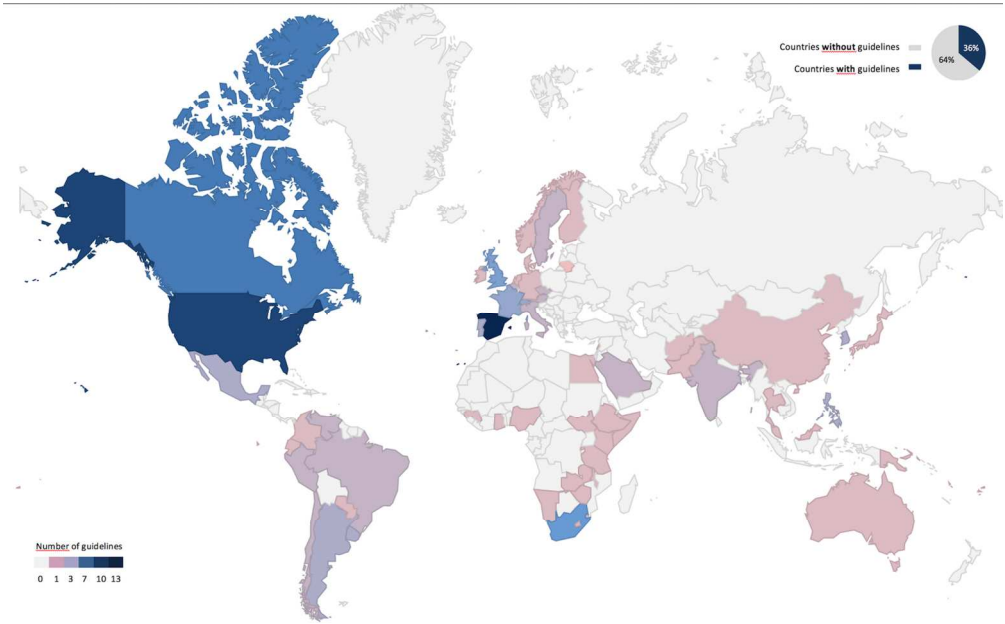 Countries without guidelines
36%
64%
Countries with guidelines
Number of guidelines
0 1 3 7 10 13